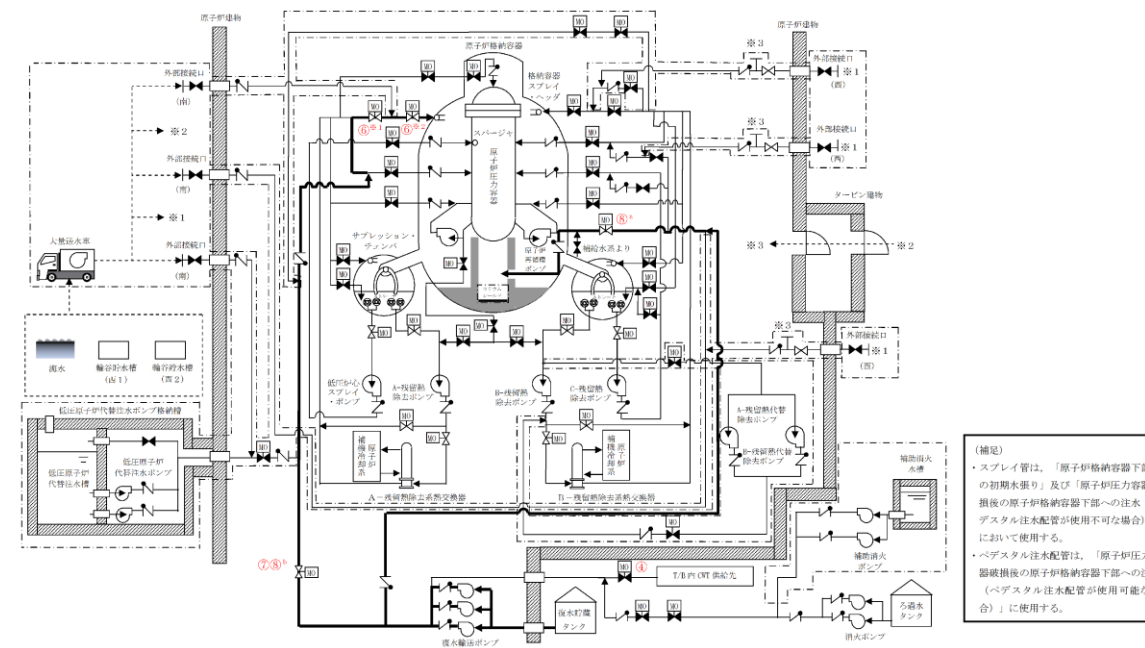 原子炉建物
原子炉格納容器
原子炉建物
格納容器
スプレイ
・ヘッダ
外部接続口
(南)
※3
外部接続口
※1
(西)
※2
⑥※1
⑥※2
スパージャ
原子炉圧力容器
※3
外部接続口
※1
(西)
外部接続口
(南)
※1
大量送水車
外部接続口
(南)
サプレッション・
チェンバ
原子炉
再循環
ポンプ
補給水系より
タービン建物
※3
※2
海水
輪谷貯水槽
(西1)
輪谷貯水槽
(西2)
※3
外部接続口
※1
(西)
低圧原子炉代替注水ポンプ格納槽
低圧原子炉
代替注水槽
低圧原子炉
代替注水ポンプ
低圧炉心
スプレイ
・ポンプ
A-残留熱
除去ポンプ
B-残留熱
除去ポンプ
C-残留熱
除去ポンプ
A-残留熱代替
除去ポンプ
B-残留熱代替
除去ポンプ
原子炉
補機冷却系
原子炉
補機冷却系
A-残留熱除去系熱交換器
B-残留熱除去系熱交換器
補助消火
水槽
補助消火
ポンプ
④
T/B内CWT供給先
復水輸送ポンプ
復水貯蔵
タンク
消火ポンプ
ろ過水
タンク
(補足)
・スプレイ管は，「原子炉格納容器下部
の初期水張り」及び「原子炉圧力容器
損後の原子炉格納容器下部への注水
デスタル注水配管が使用不可な場合)
において使用する。
・ペデスタル注水配管は，「原子炉圧力
器破損後の原子炉格納容器下部への注
(ペデスタル注水配管が使用可能な
合)」に使用する。